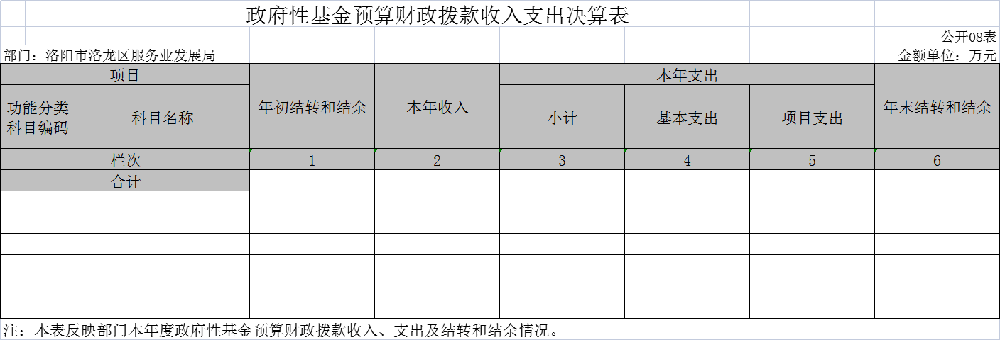 政府性基金预算财政拨款收入支出决算表
公开08表
部门：洛阳市洛龙区服务业发展局 金额单位：万元
项目 年初结转和结余 本年收入 本年支出 年末结转和结余
功能分类科目编码 科目名称 小计 基本支出 项目支出
栏次 1 2 3 4 5 6
合计
注：本表反映部门本年度政府性基金预算财政拨款收入、支出及结转和结余情况。